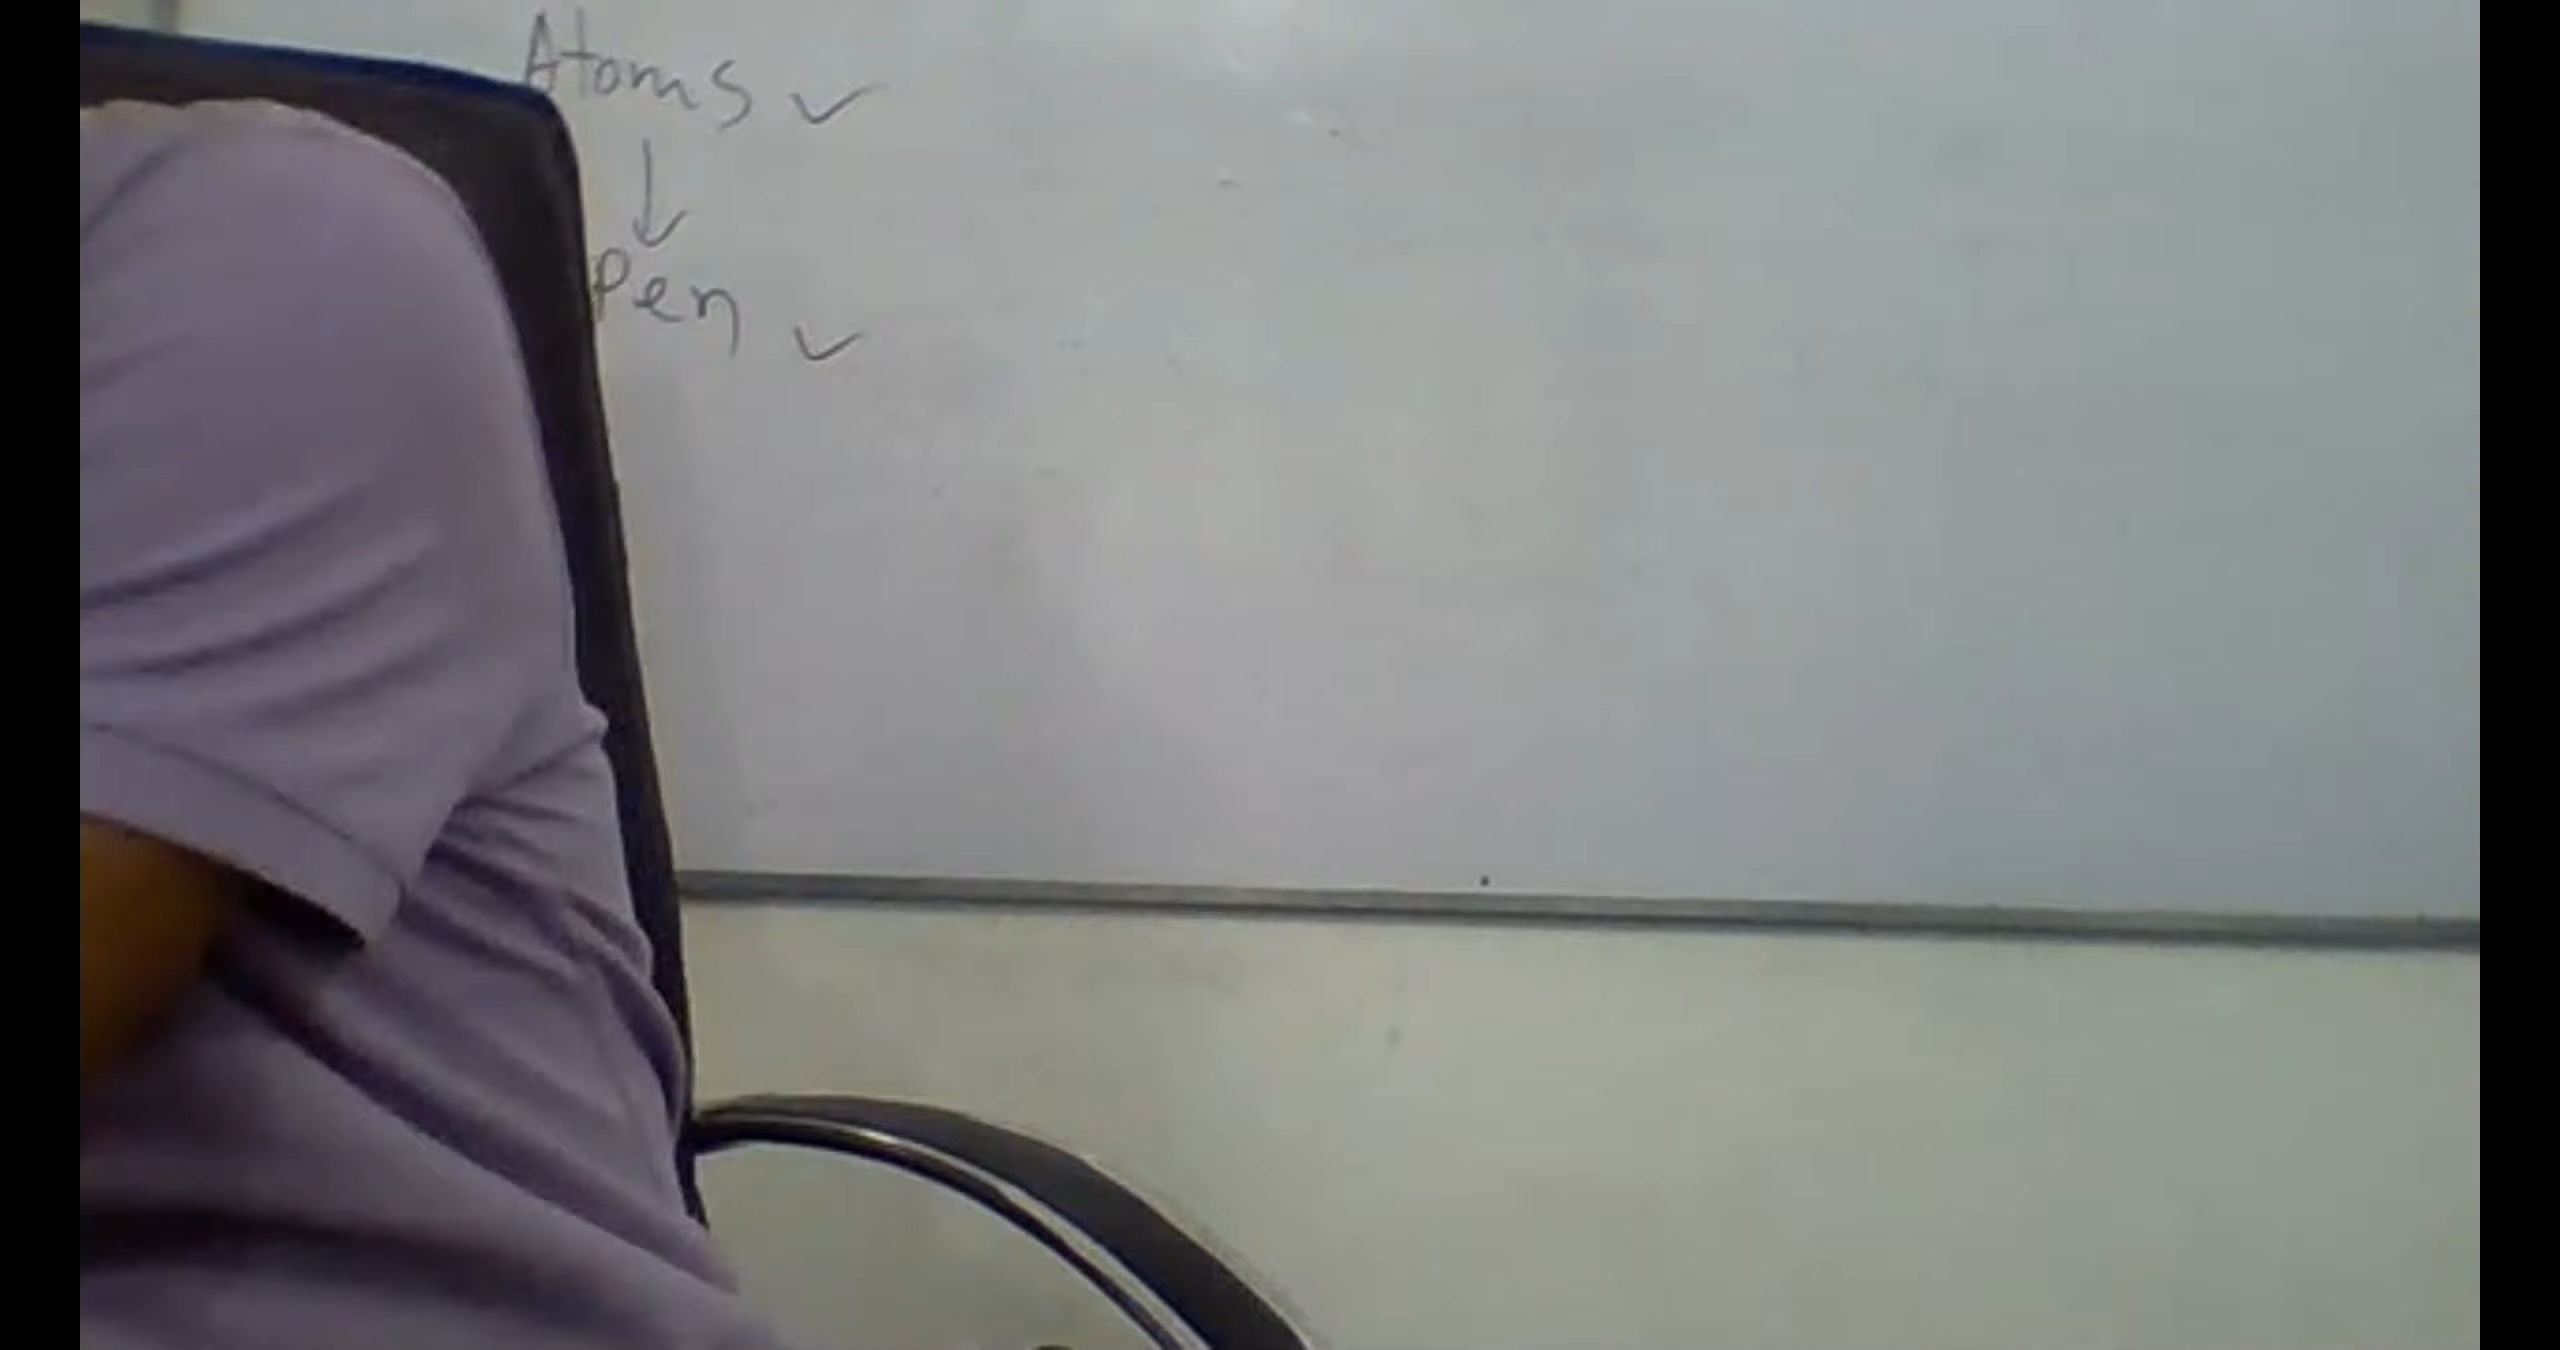 Atoms ✓
↓
Pen ✓